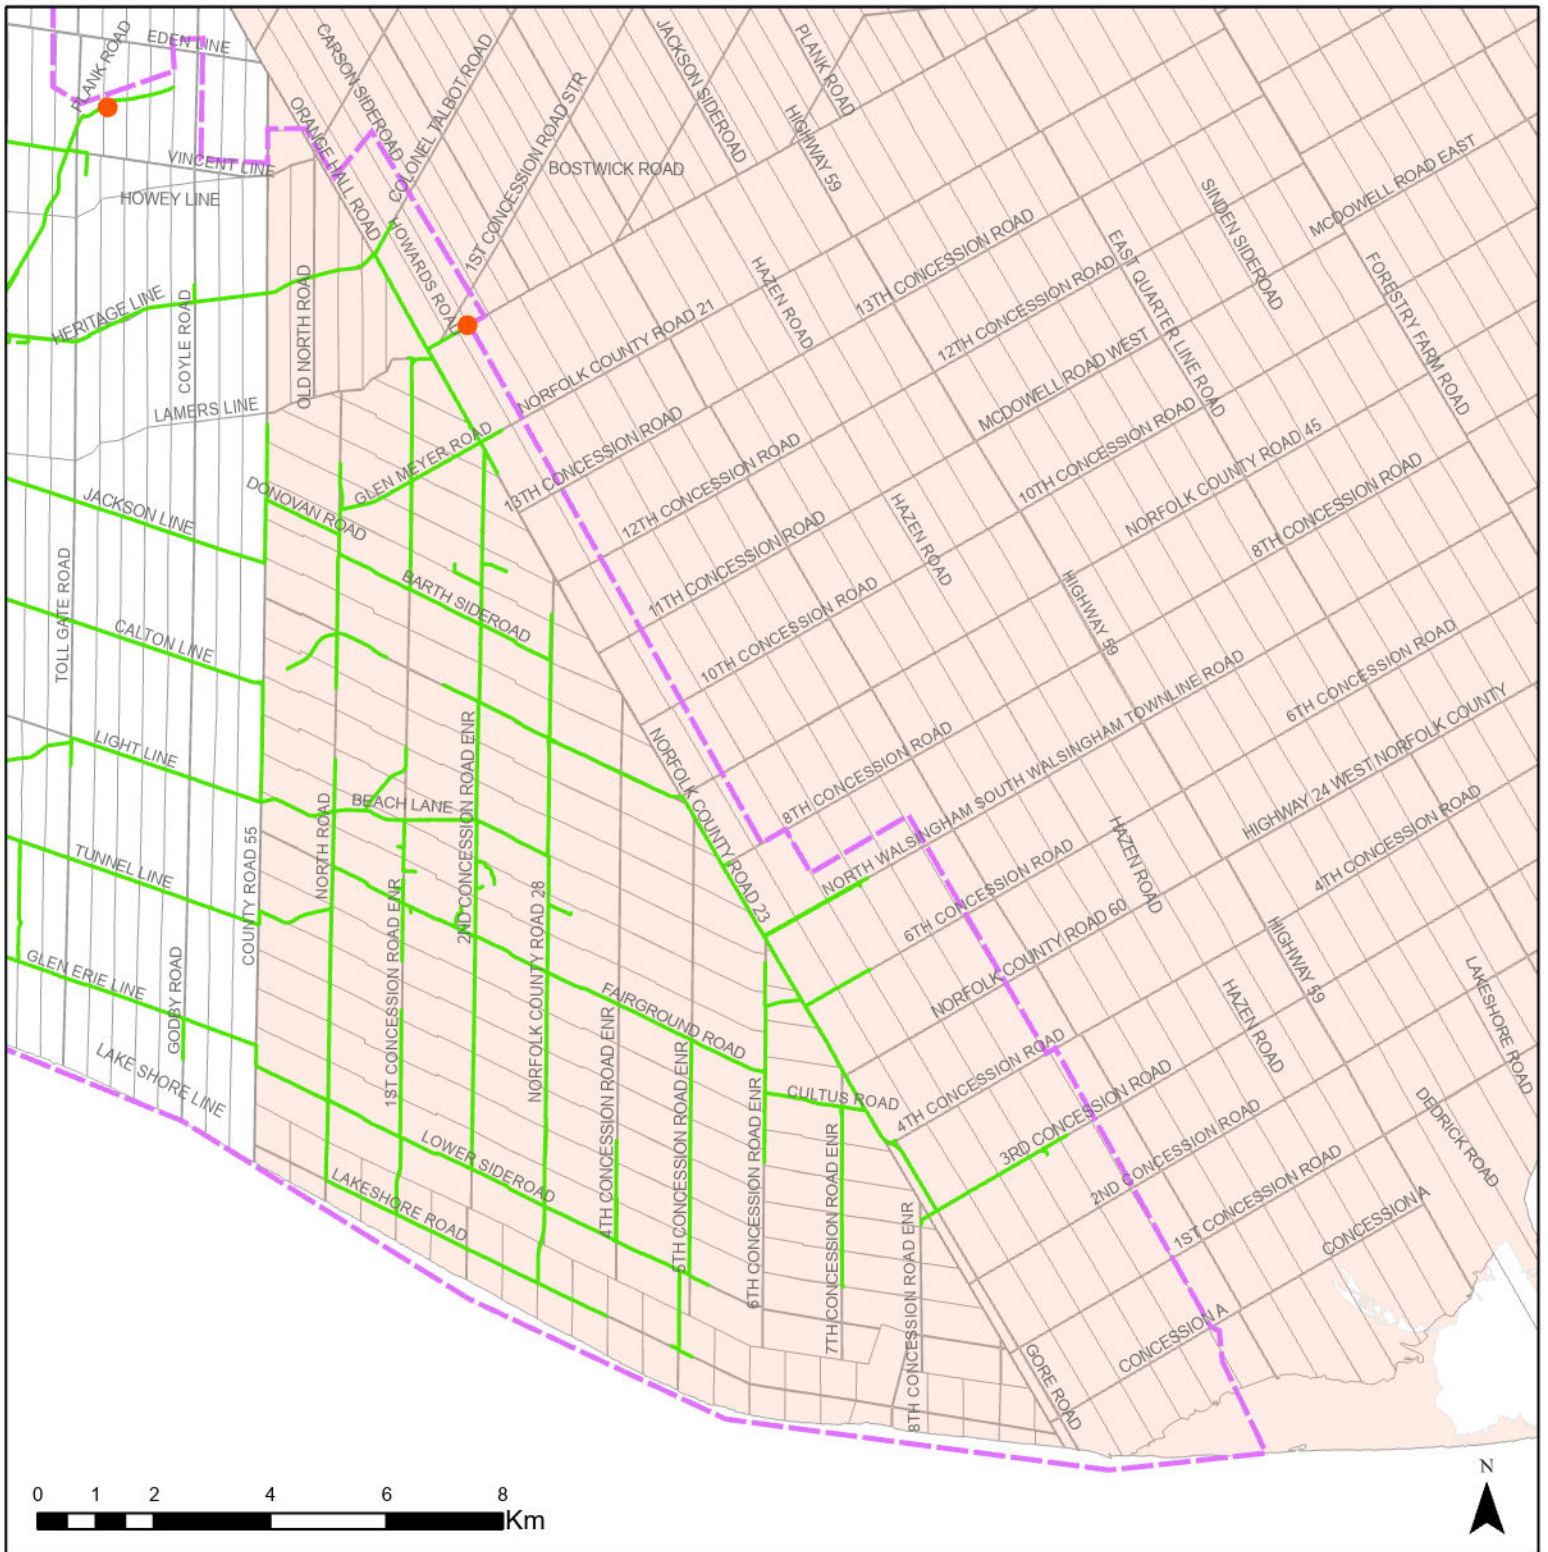 EDEN LINE
PLANK ROAD
CARSON SIDEROAD
COLONEL TALBOT ROAD
JACKSON SIDEROAD
PLANK ROAD
ORANGE HALL ROAD
1ST CONCESSION ROAD STR
HIGHWAY 59
BOSTWICK ROAD
VINCENT LINE
HOWEY LINE
MCDOWELL ROAD EAST
SINDEN SIDEROAD
HOWARDS ROAD
13TH CONCESSION ROAD
EAST QUARTER LINE ROAD
HAZEN ROAD
12TH CONCESSION ROAD
FORESTRY FARM ROAD
HERITAGE LINE
COYLE ROAD
OLD NORTH ROAD
NORFOLK COUNTY ROAD 21
MCDOWELL ROAD WEST
LAMERS LINE
GLEN MEYER ROAD
13TH CONCESSION ROAD
12TH CONCESSION ROAD
10TH CONCESSION ROAD
NORFOLK COUNTY ROAD 45
8TH CONCESSION ROAD
JACKSON LINE
DONOVAN ROAD
HAZEN ROAD
11TH CONCESSION ROAD
TOLL GATE ROAD
BARTH SIDEROAD
10TH CONCESSION ROAD
HIGHWAY 59
CALTON LINE
NORTH WALSINGHAM SOUTH WALSINGHAM TOWNLINE ROAD
6TH CONCESSION ROAD
HIGHWAY 24 WEST NORFOLK COUNTY
LIGHT LINE
2ND CONCESSION ROAD ENR
NORFOLK COUNTY ROAD 23
8TH CONCESSION ROAD
BEACH LANE
NORTH ROAD
HAZEN ROAD
4TH CONCESSION ROAD
TUNNEL LINE
COUNTY ROAD 55
1ST CONCESSION ROAD ENR
NORFOLK COUNTY ROAD 28
6TH CONCESSION ROAD
NORFOLK COUNTY ROAD 60
HIGHWAY 59
LAKESHORE ROAD
GLEN ERIE LINE
GODBY ROAD
FAIRGROUND ROAD
HAZEN ROAD
LAKE SHORE LINE
4TH CONCESSION ROAD ENR
5TH CONCESSION ROAD ENR
6TH CONCESSION ROAD ENR
CULTUS ROAD
4TH CONCESSION ROAD
3RD CONCESSION ROAD
DEDRICK ROAD
LOWER SIDEROAD
7TH CONCESSION ROAD ENR
2ND CONCESSION ROAD
LAKESHORE ROAD
8TH CONCESSION ROAD ENR
1ST CONCESSION ROAD
CONCESSION A
CONCESSION A
GORE ROAD
0 1 2 4 6 8
Km
N